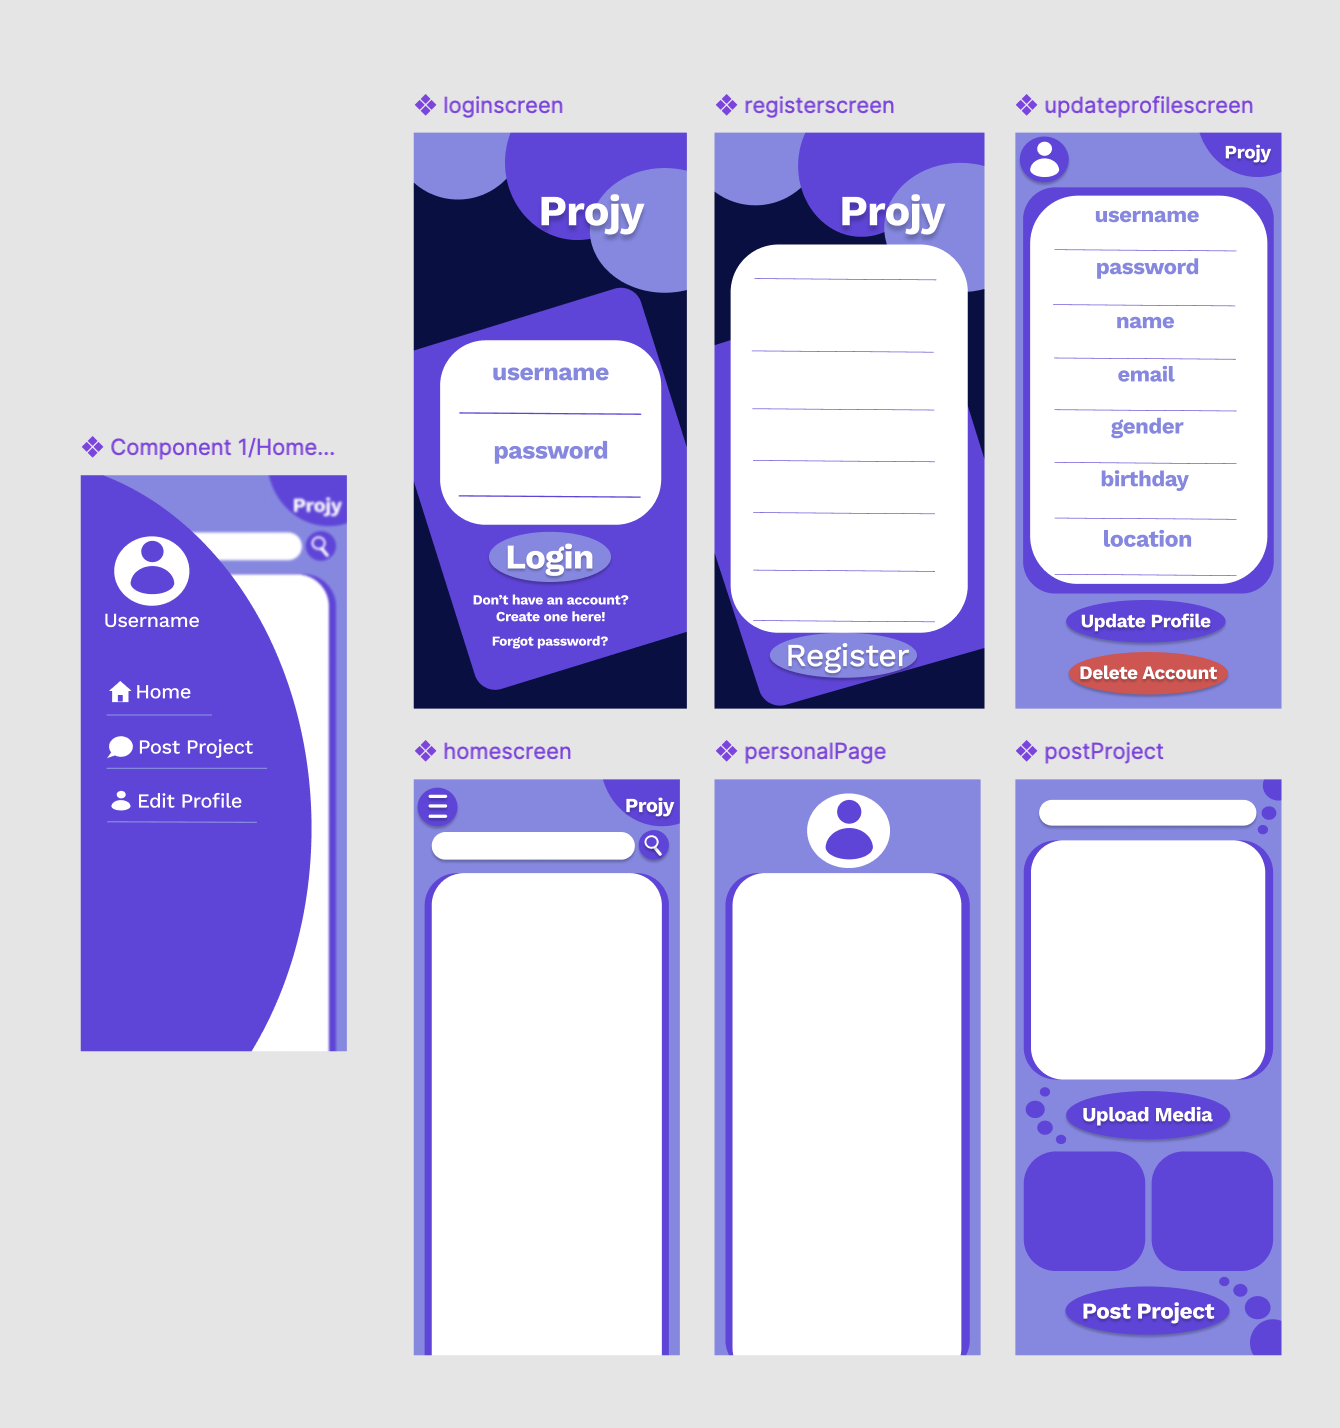 loginscreen
Projy
username
password
Login
Don't have an account?
Create one here!
Forgot password?
registerscreen
Projy
Register
updateprofilescreen
Projy
username
password
name
email
gender
birthday
location
Update Profile
Delete Account
Component 1/Home...
Projy
Username
Home
Post Project
Edit Profile
homescreen
Projy
personalPage
postProject
Upload Media
Post Project